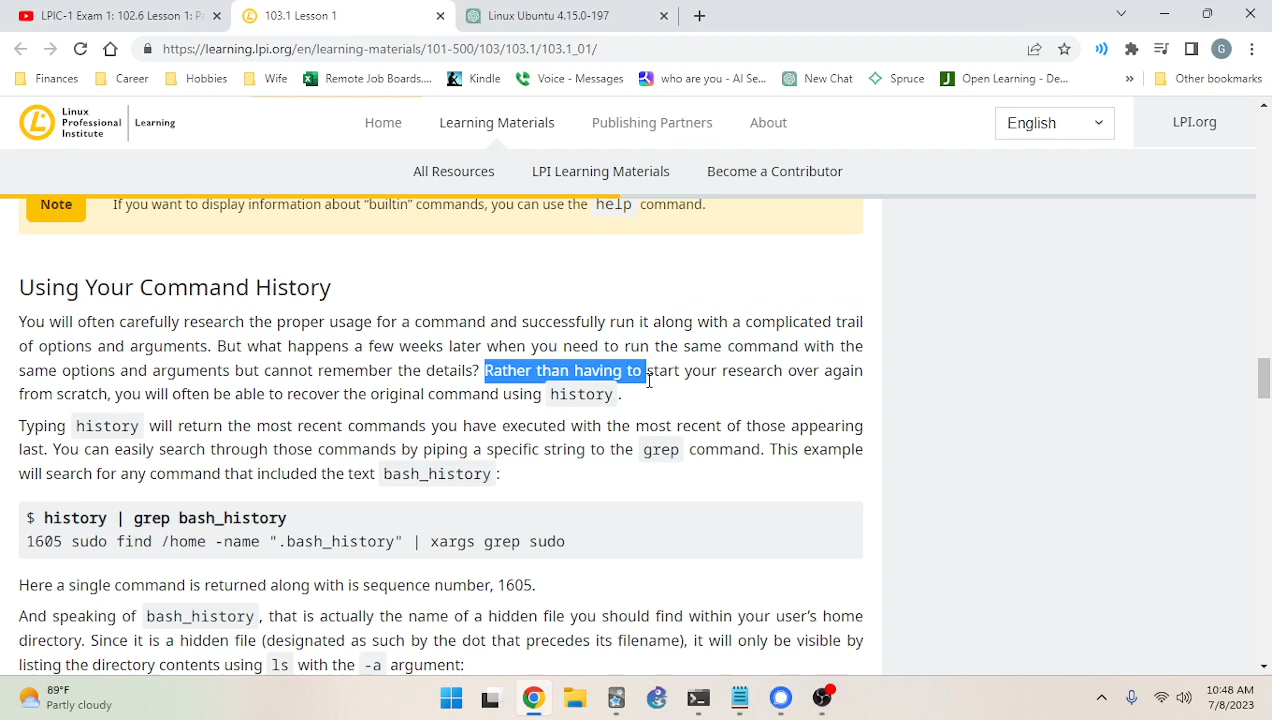 LPIC-1 Exam 1: 102.6 Lesson 1: Pa
103.1 Lesson 1
Linux Ubuntu 4.15.0-197
https://learning.lpi.org/en/learning-materials/101-500/103/103.1/103.1_01/
G
Finances
Career
Hobbies
Wife
Remote Job Boards....
Kindle
Voice - Messages
who are you - AI Se...
New Chat
Spruce
Open Learning - De...
»
Other bookmarks
Linux
Professional
Institute
Learning
Home
Learning Materials
Publishing Partners
About
English
LPI.org
All Resources
LPI Learning Materials
Become a Contributor
Note
If you want to display information about “builtin” commands, you can use the help command.
Using Your Command History
You will often carefully research the proper usage for a command and successfully run it along with a complicated trail
of options and arguments. But what happens a few weeks later when you need to run the same command with the
same options and arguments but cannot remember the details? Rather than having to start your research over again
from scratch, you will often be able to recover the original command using history.
Typing history will return the most recent commands you have executed with the most recent of those appearing
last. You can easily search through those commands by piping a specific string to the grep command. This example
will search for any command that included the text bash_history:
$ history | grep bash_history
1605 sudo find /home -name ".bash_history" | xargs grep sudo
Here a single command is returned along with is sequence number, 1605.
And speaking of bash_history, that is actually the name of a hidden file you should find within your user’s home
directory. Since it is a hidden file (designated as such by the dot that precedes its filename), it will only be visible by
listing the directory contents using ls with the -a argument:
89°F
Partly cloudy
10:48 AM
7/8/2023